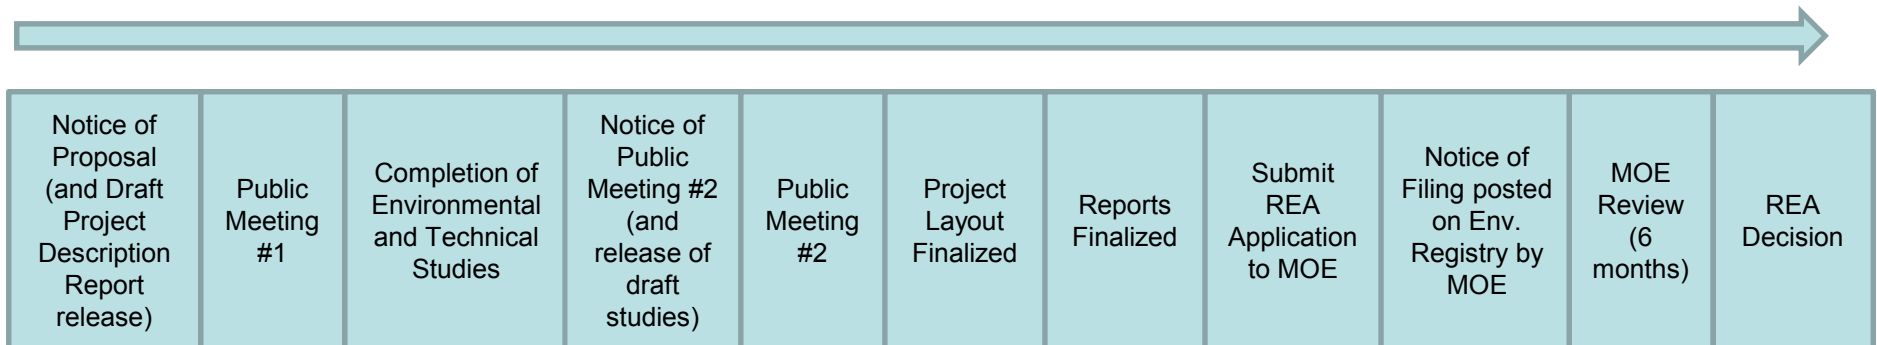 Notice of
Proposal
(and Draft
Project
Description
Report
release)
Public
Meeting
#1
Completion of
Environmental
and Technical
Studies
Notice of
Public
Meeting #2
(and
release of
draft
studies)
Public
Meeting
#2
Project
Layout
Finalized
Reports
Finalized
Submit
REA
Application
to MOE
Notice of
Filing posted
on Env.
Registry by
MOE
MOE
Review
(6
months)
REA
Decision